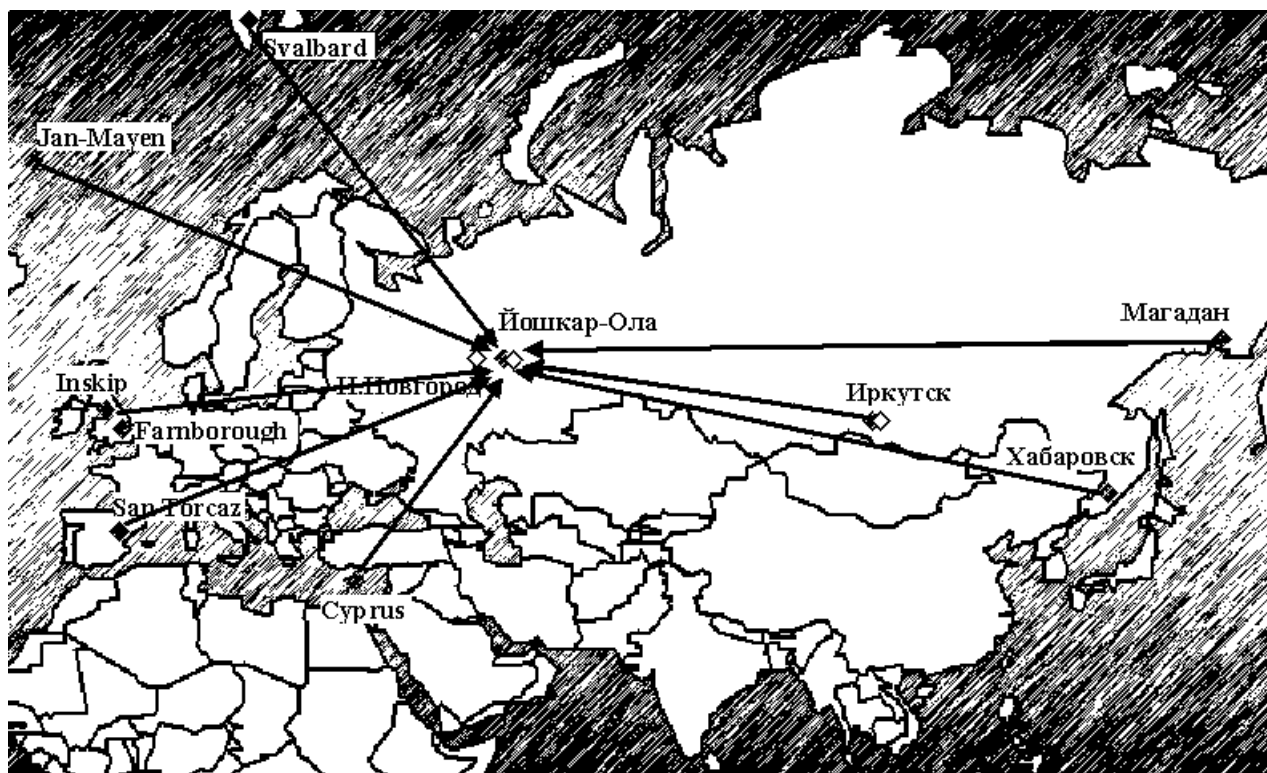 Svalbard
Jan-Mayen
Йошкар-Ола
Магадан
Inskip
Н.Новгород
Иркутск
Farnborough
Хабаровск
San Torcaz
Cyprus